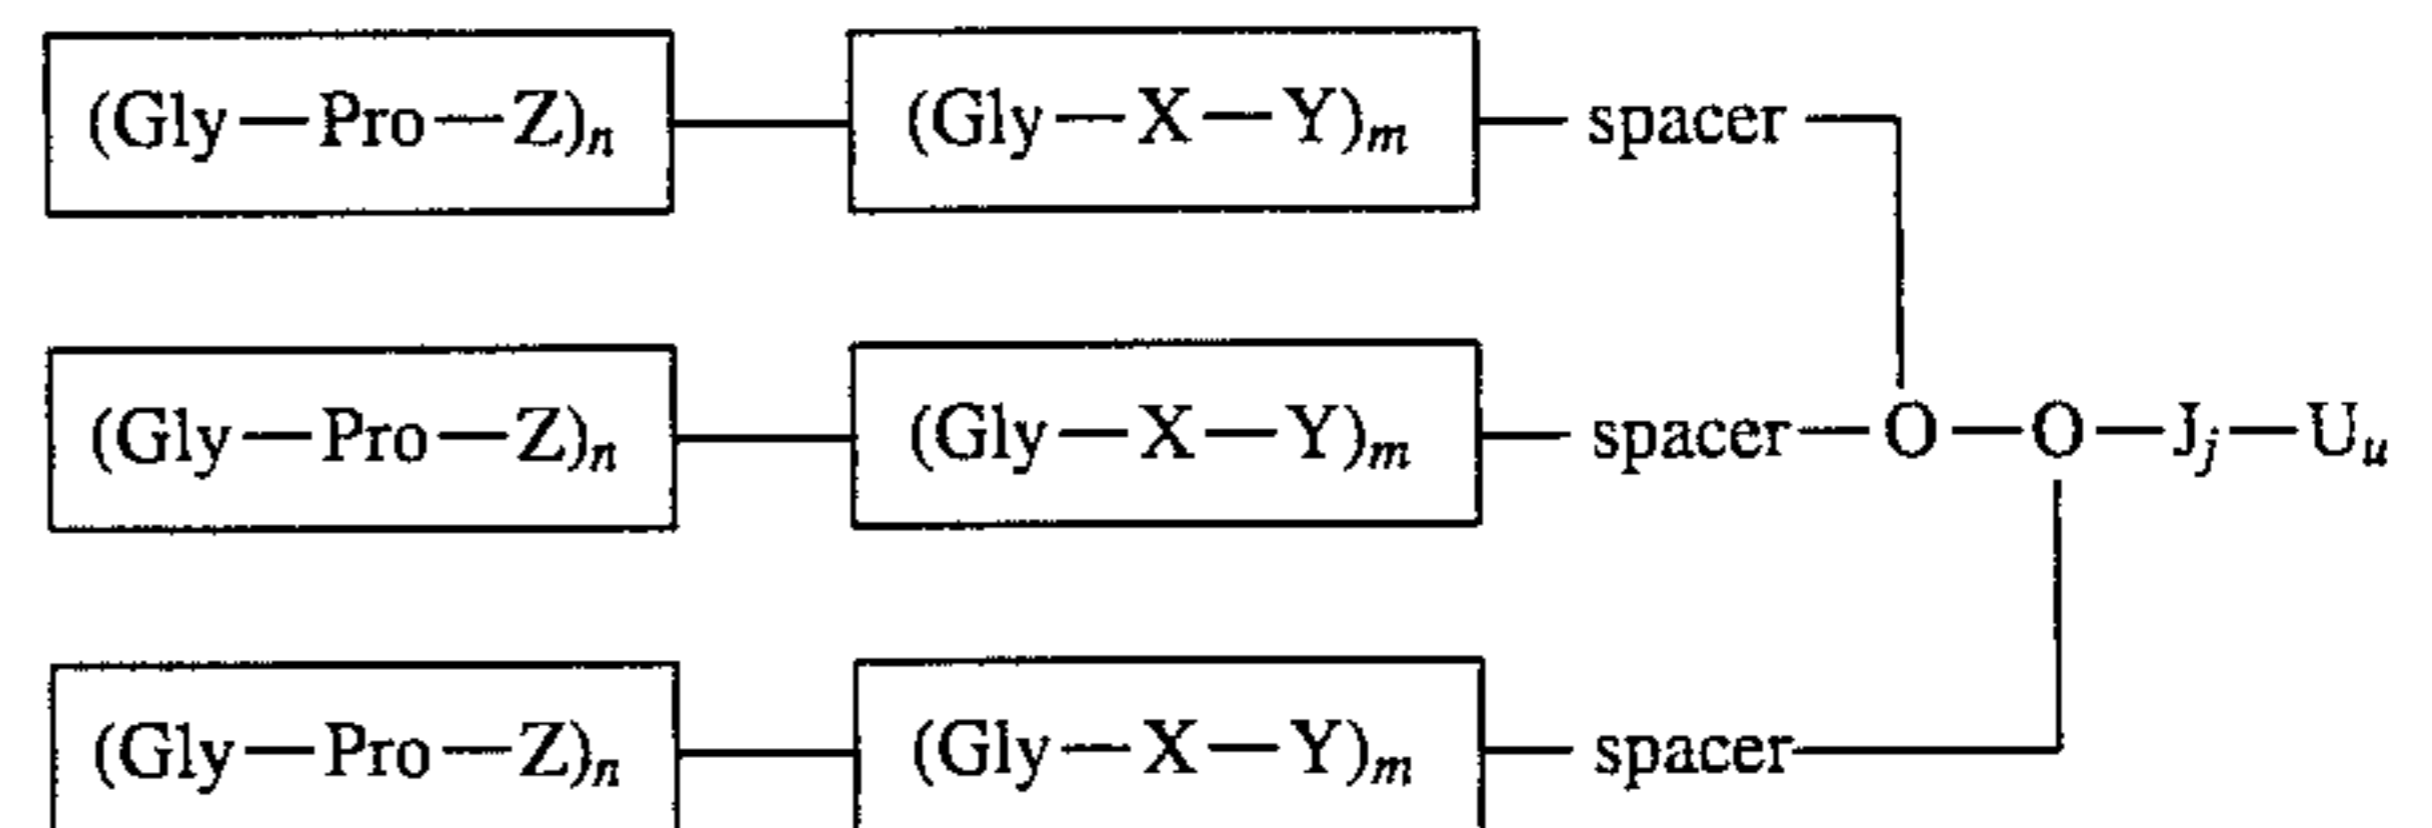 (Gly—Pro—Z)n (Gly—X—Y)m spacer
(Gly—Pro—Z)n (Gly—X—Y)m spacer—O—O—Jj—Uu
(Gly—Pro—Z)n (Gly—X—Y)m spacer